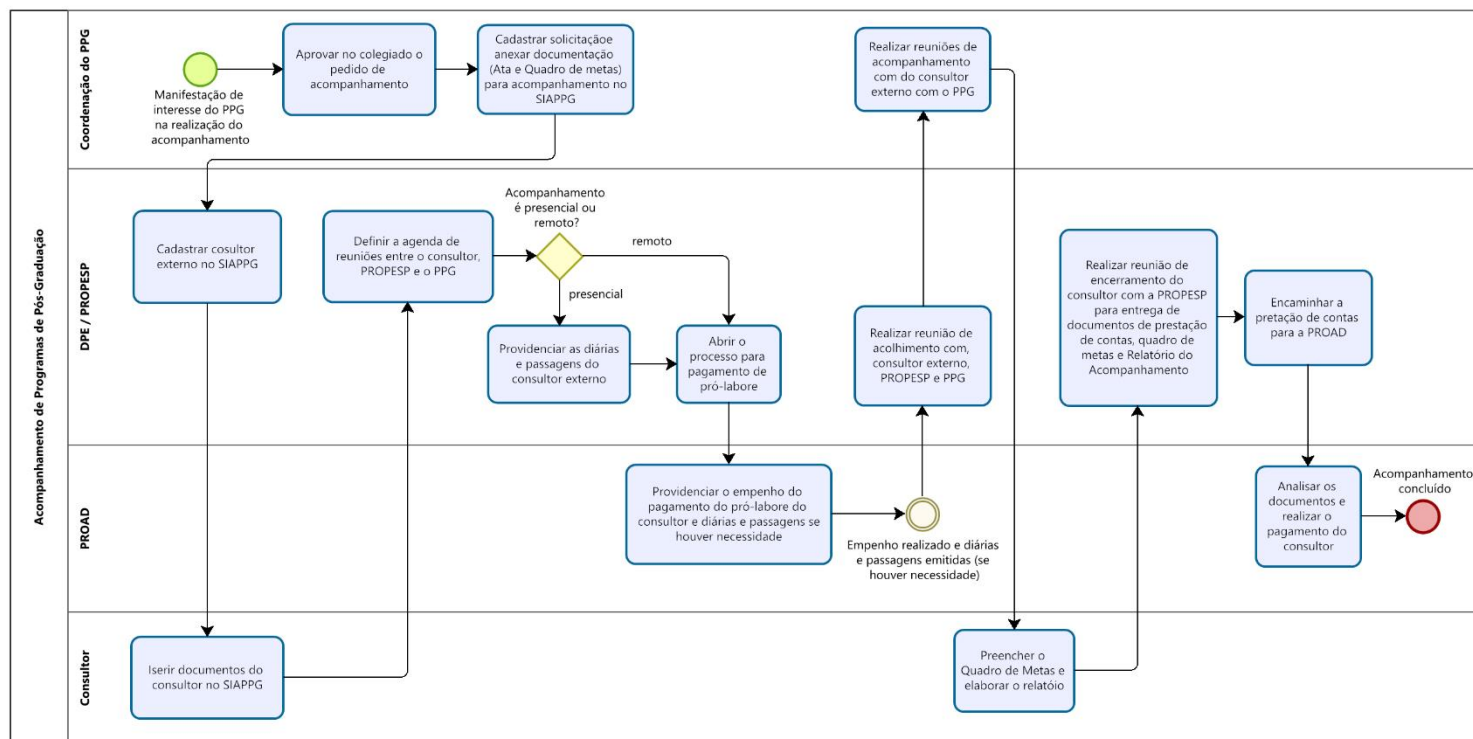 Acompanhamento de Programas de Pós-Graduação
Coordenação do PPG
Manifestação de
interesse do PPG
na realização do
acompanhamento
Aprovar no colegiado o
pedido de
acompanhamento
Cadastrar solicitaçãoe
anexar documentação
(Ata e Quadro de metas)
para acompanhamento no
SIAPPG
Realizar reuniões de
acompanhamento
com do consultor
externo com o PPG
DPE / PROPESP
Cadastrar cosultor
externo no SIAPPG
Definir a agenda de
reuniões entre o consultor,
PROPESP e o PPG
Acompanhamento
é presencial ou
remoto?
remoto
presencial
Providenciar as diárias
e passagens do
consultor externo
Abrir o
processo para
pagamento de
pró-labore
Realizar reunião de
acolhimento com,
consultor externo,
PROPESP e PPG
Realizar reunião de
encerramento do
consultor com a PROPESP
para entrega de
documentos de prestação
de contas, quadro de
metas e Relatório do
Acompanhamento
Encaminhar a
pretação de contas
para a PROAD
PROAD
Providenciar o empenho do
pagamento do pró-labore do
consultor e diárias e passagens se
houver necessidade
Empenho realizado e diárias
e passagens emitidas (se
houver necessidade)
Analisar os
documentos e
realizar o
pagamento do
consultor
Acompanhamento
concluído
Consultor
Iserir documentos do
consultor no SIAPPG
Preencher o
Quadro de Metas e
elaborar o relatóio